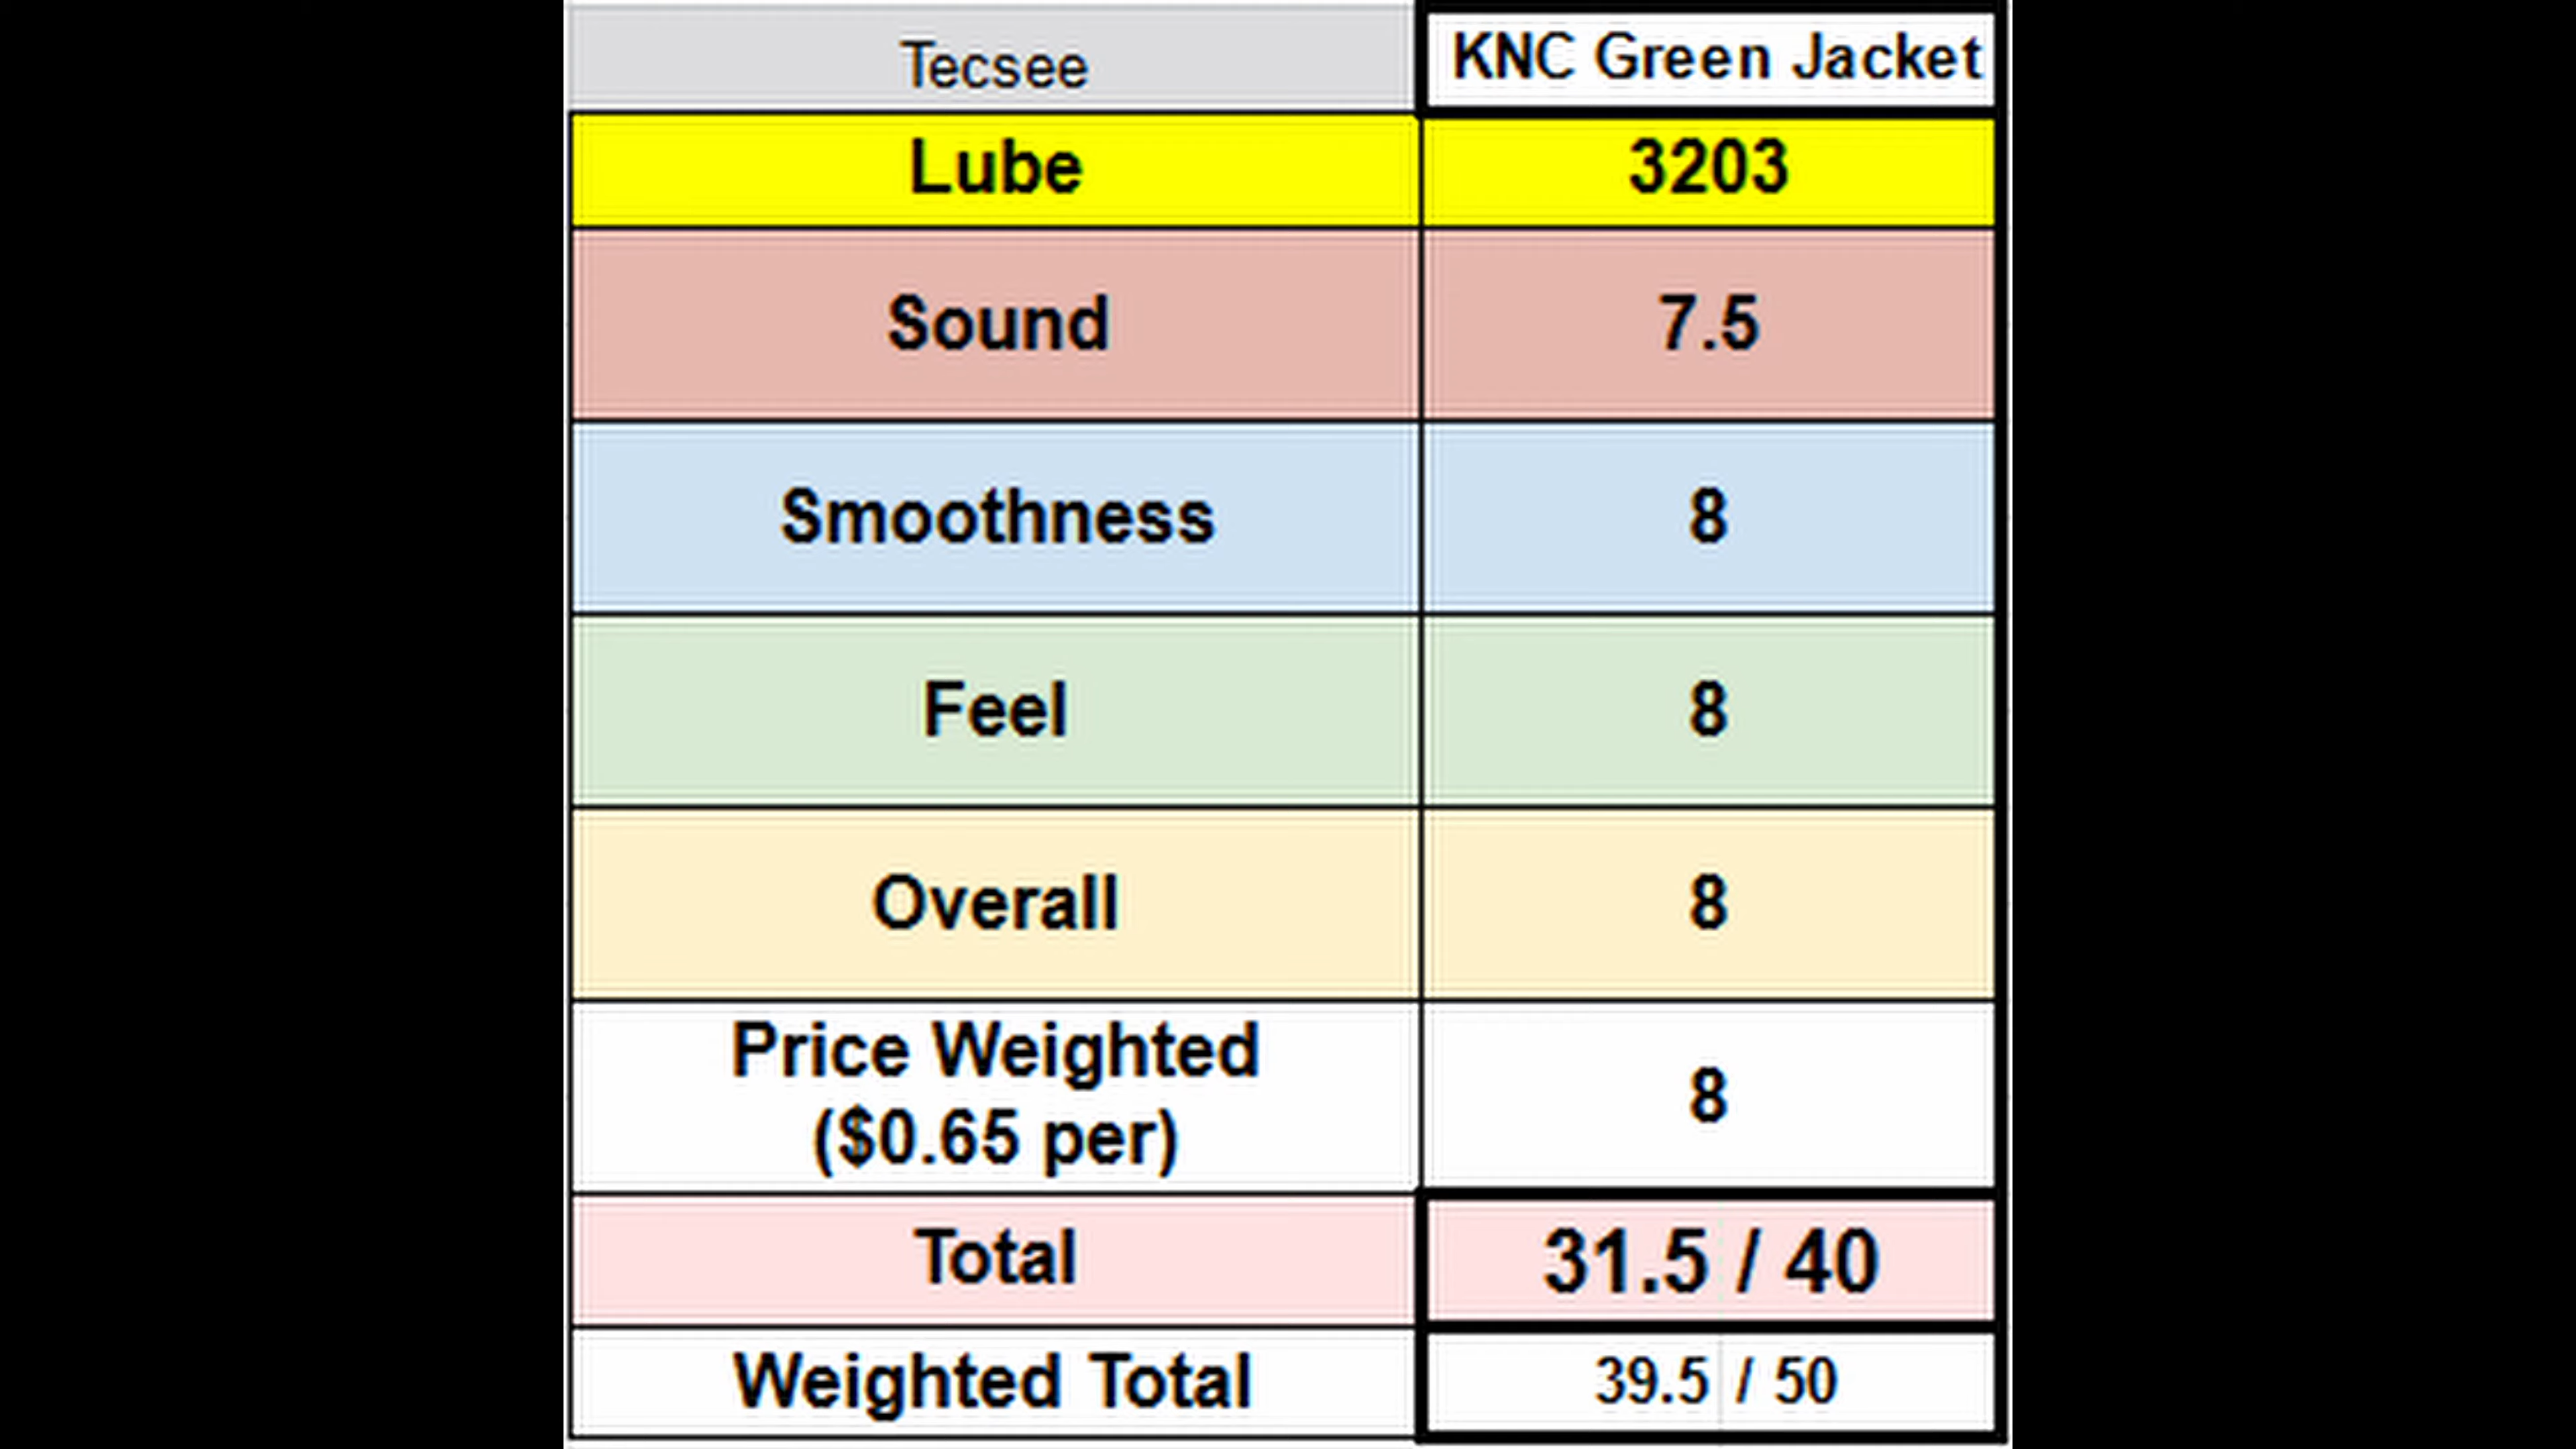 Tecsee KNC Green Jacket
Lube 3203
Sound 7.5
Smoothness 8
Feel 8
Overall 8
Price Weighted
($0.65 per) 8
Total 31.5 / 40
Weighted Total 39.5 / 50